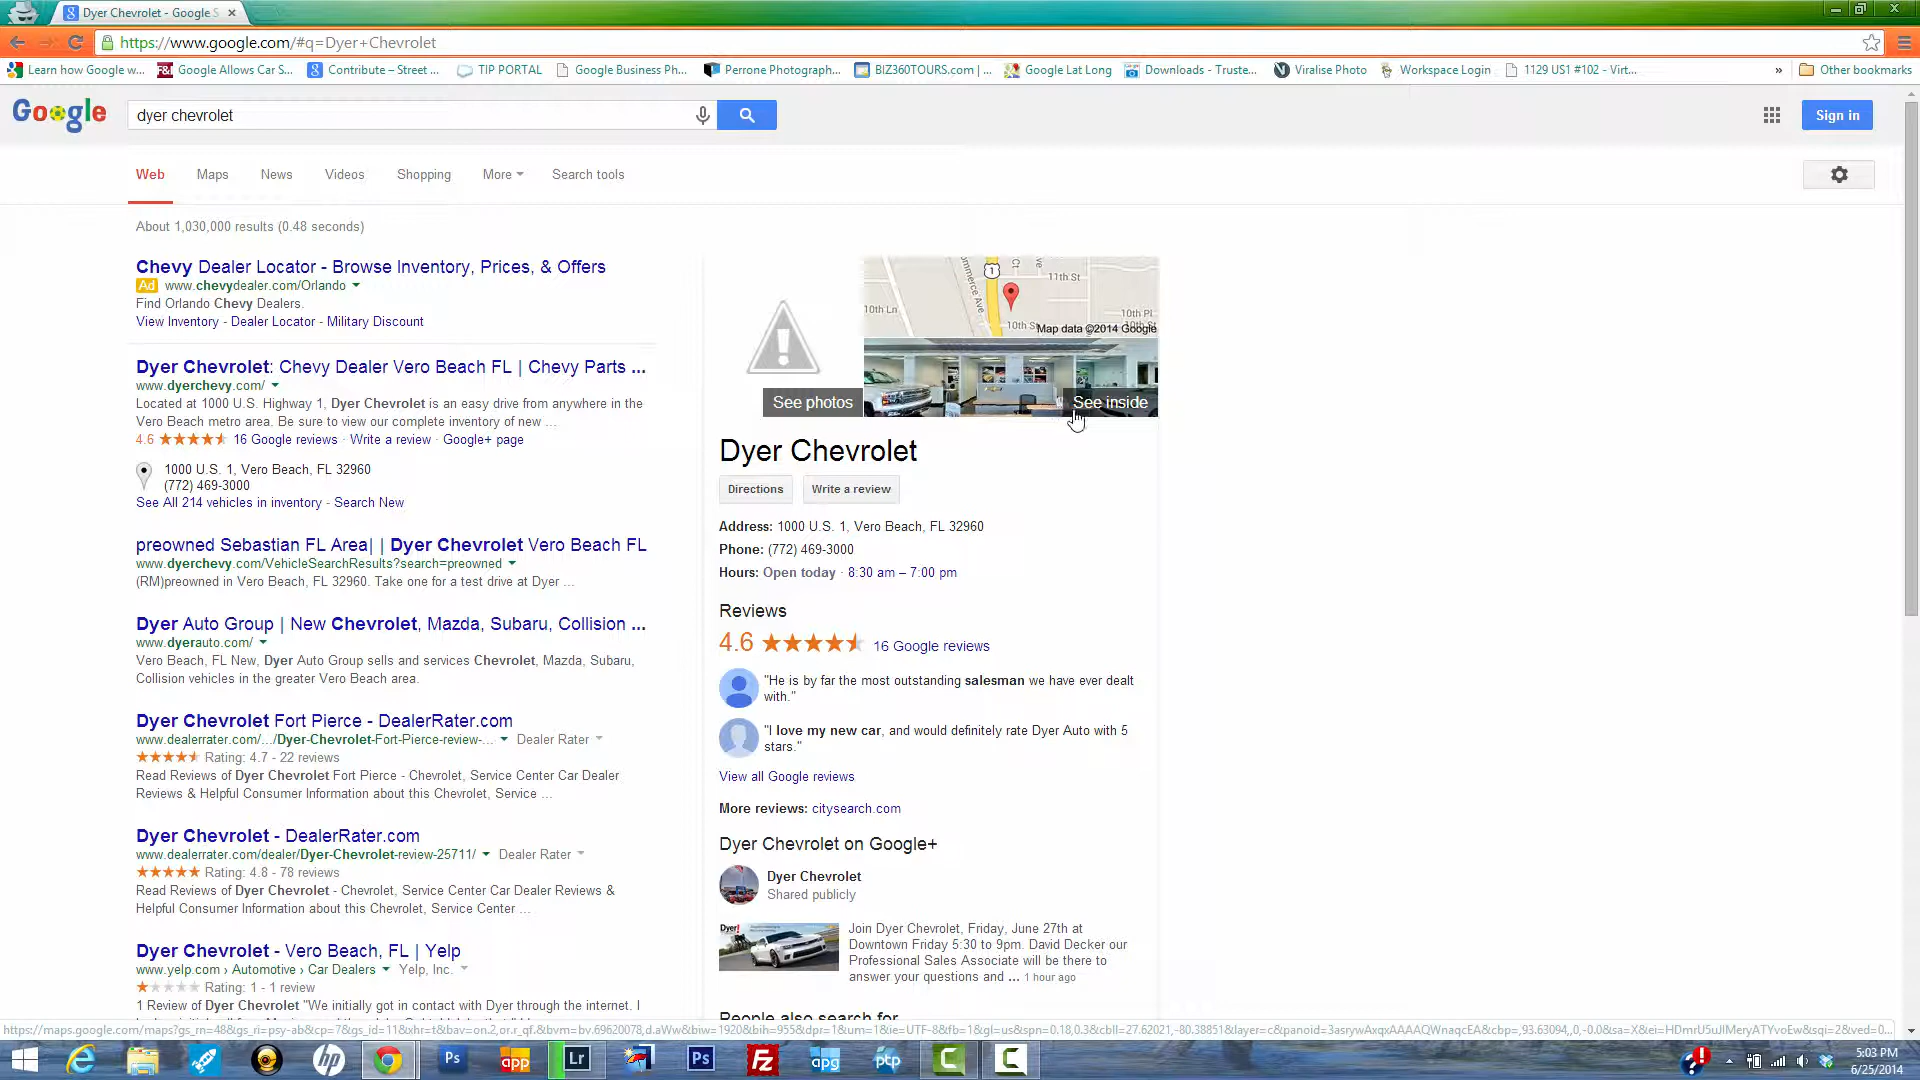 Dyer Chevrolet - Google S
https://www.google.com/#q=Dyer+Chevrolet
Learn how Google w...
Google Allows Car S...
Contribute – Street ...
TIP PORTAL
Google Business Ph...
Perrone Photograph...
BIZ360TOURS.com | ...
Google Lat Long
Downloads - Truste...
Viralise Photo
Workspace Login
1129 US1 #102 - Virt...
»
Other bookmarks
Google
dyer chevrolet
Sign in
Web
Maps
News
Videos
Shopping
More
Search tools
About 1,030,000 results (0.48 seconds)
Chevy Dealer Locator - Browse Inventory, Prices, & Offers
Ad www.chevydealer.com/Orlando
Find Orlando Chevy Dealers.
View Inventory - Dealer Locator - Military Discount
Dyer Chevrolet: Chevy Dealer Vero Beach FL | Chevy Parts ...
www.dyerchevy.com/
Located at 1000 U.S. Highway 1, Dyer Chevrolet is an easy drive from anywhere in the
Vero Beach metro area. Be sure to view our complete inventory of new ...
4.6 ★★★★★ 16 Google reviews · Write a review · Google+ page
1000 U.S. 1, Vero Beach, FL 32960
(772) 469-3000
See All 214 vehicles in inventory - Search New
preowned Sebastian FL Area| | Dyer Chevrolet Vero Beach FL
www.dyerchevy.com/VehicleSearchResults?search=preowned
(RM)preowned in Vero Beach, FL 32960. Take one for a test drive at Dyer ...
Dyer Auto Group | New Chevrolet, Mazda, Subaru, Collision ...
www.dyerauto.com/
Vero Beach, FL New, Dyer Auto Group sells and services Chevrolet, Mazda, Subaru,
Collision vehicles in the greater Vero Beach area.
Dyer Chevrolet Fort Pierce - DealerRater.com
www.dealerrater.com/.../Dyer-Chevrolet-Fort-Pierce-review-... Dealer Rater
★★★★★ Rating: 4.7 - 22 reviews
Read Reviews of Dyer Chevrolet Fort Pierce - Chevrolet, Service Center Car Dealer
Reviews & Helpful Consumer Information about this Chevrolet, Service ...
Dyer Chevrolet - DealerRater.com
www.dealerrater.com/dealer/Dyer-Chevrolet-review-25711/ Dealer Rater
★★★★★ Rating: 4.8 - 78 reviews
Read Reviews of Dyer Chevrolet - Chevrolet, Service Center Car Dealer Reviews &
Helpful Consumer Information about this Chevrolet, Service Center ...
Dyer Chevrolet - Vero Beach, FL | Yelp
www.yelp.com › Automotive › Car Dealers Yelp, Inc.
★★★★★ Rating: 1 - 1 review
1 Review of Dyer Chevrolet "We initially got in contact with Dyer through the internet. I
Ct
11th St
10th Ln
10th Pl
10th St
Map data ©2014 Google
See photos
See inside
Dyer Chevrolet
Directions
Write a review
Address: 1000 U.S. 1, Vero Beach, FL 32960
Phone: (772) 469-3000
Hours: Open today · 8:30 am – 7:00 pm
Reviews
4.6 ★★★★★ 16 Google reviews
"He is by far the most outstanding salesman we have ever dealt
with."
"I love my new car, and would definitely rate Dyer Auto with 5
stars."
View all Google reviews
More reviews: citysearch.com
Dyer Chevrolet on Google+
Dyer Chevrolet
Shared publicly
Dyer!
Join Dyer Chevrolet, Friday, June 27th at
Downtown Friday 5:30 to 9pm. David Decker our
Professional Sales Associate will be there to
answer your questions and ... 1 hour ago
People also search for
hp
Ps
app
Lr
Ps
Fz
apg
ptp
C
C
5:03 PM
6/25/2014